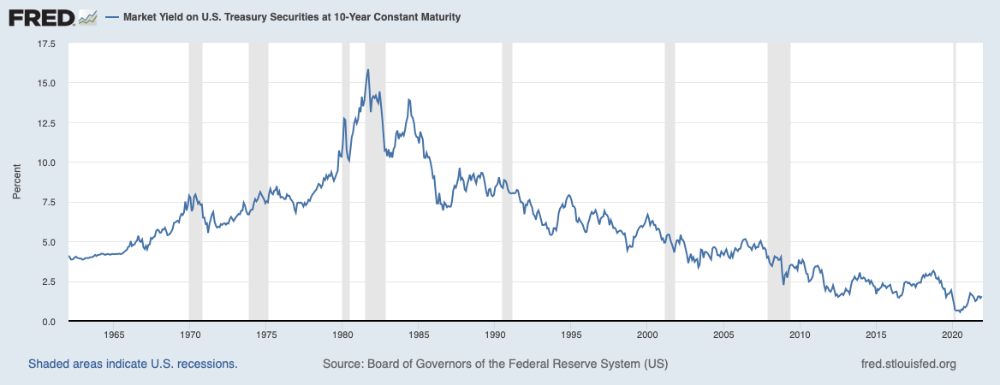 FRED Market Yield on U.S. Treasury Securities at 10-Year Constant Maturity
17.5
15.0
12.5
10.0
7.5
5.0
2.5
0.0
Percent
1965 1970 1975 1980 1985 1990 1995 2000 2005 2010 2015 2020
Shaded areas indicate U.S. recessions. Source: Board of Governors of the Federal Reserve System (US) fred.stlouisfed.org